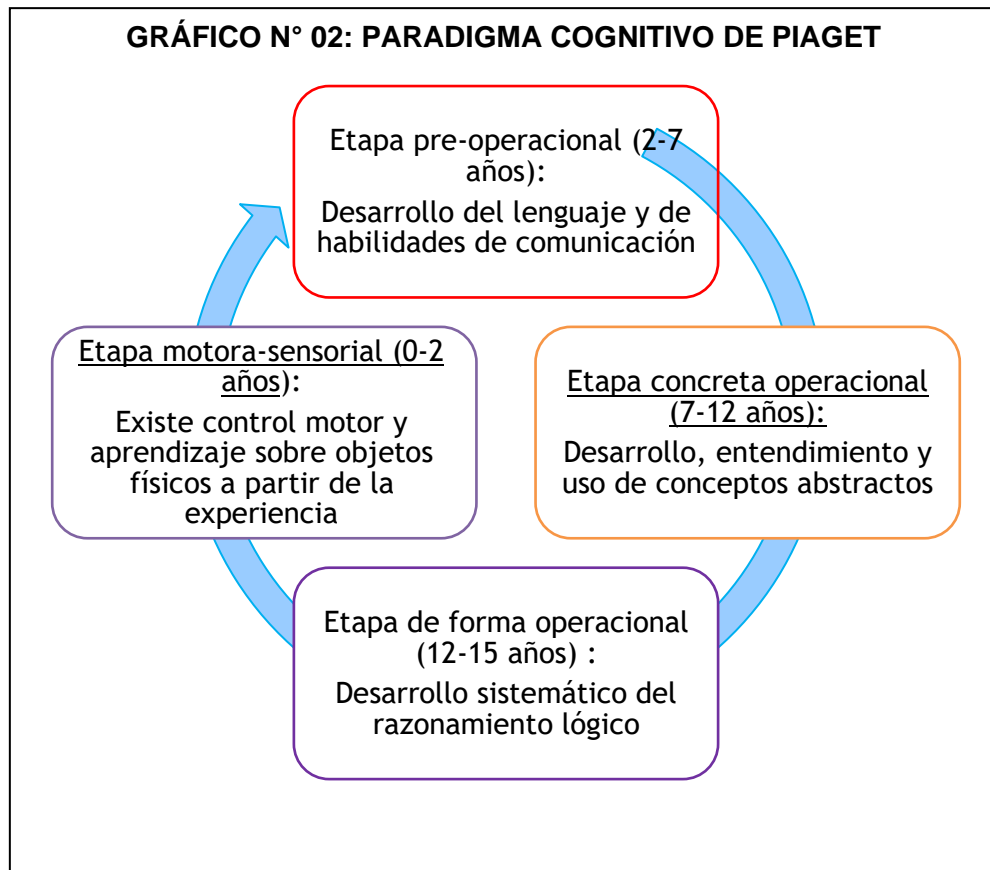 GRÁFICO N° 02: PARADIGMA COGNITIVO DE PIAGET
Etapa pre-operacional (2-7
años):
Desarrollo del lenguaje y de
habilidades de comunicación
Etapa motora-sensorial (0-2
años):
Existe control motor y
aprendizaje sobre objetos
físicos a partir de la
experiencia
Etapa concreta operacional
(7-12 años):
Desarrollo, entendimiento y
uso de conceptos abstractos
Etapa de forma operacional
(12-15 años) :
Desarrollo sistemático del
razonamiento lógico